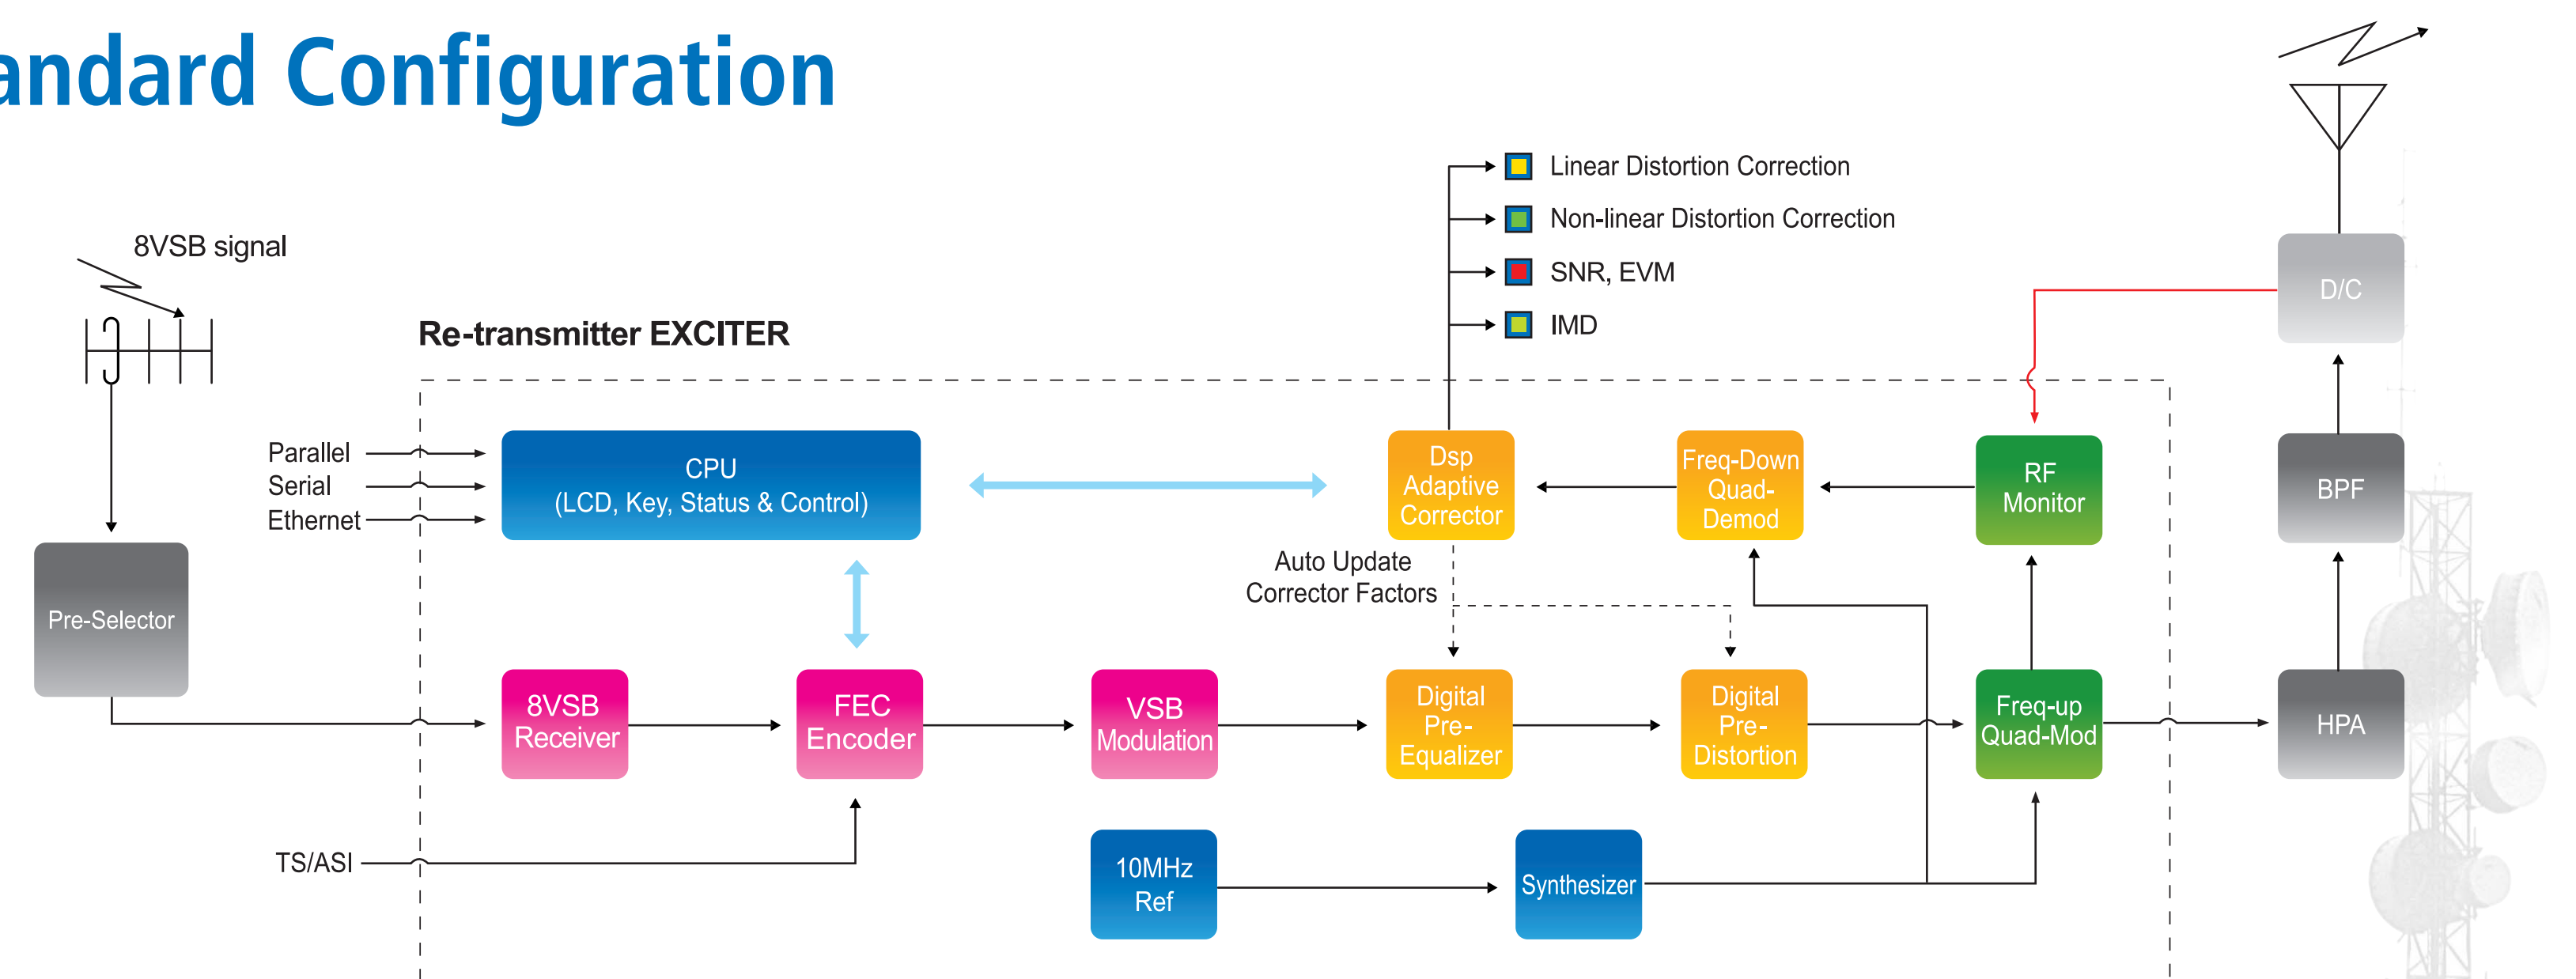 andard Configuration
Linear Distortion Correction
Non-linear Distortion Correction
SNR, EVM
IMD
8VSB signal
D/C
Re-transmitter EXCITER
Parallel
Serial
Ethernet
CPU
(LCD, Key, Status & Control)
Dsp
Adaptive
Corrector
Freq-Down
Quad-
Demod
RF
Monitor
BPF
Auto Update
Corrector Factors
Pre-Selector
8VSB
Receiver
FEC
Encoder
VSB
Modulation
Digital
Pre-
Equalizer
Digital
Pre-
Distortion
Freq-up
Quad-Mod
HPA
TS/ASI
10MHz
Ref
Synthesizer